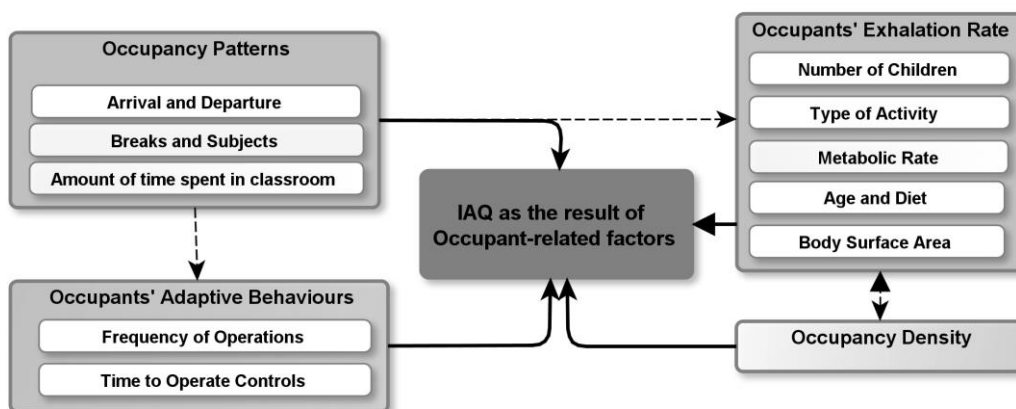 Occupancy Patterns
Arrival and Departure
Breaks and Subjects
Amount of time spent in classroom
Occupants' Exhalation Rate
Number of Children
Type of Activity
Metabolic Rate
Age and Diet
Body Surface Area
IAQ as the result of
Occupant-related factors
Occupants' Adaptive Behaviours
Frequency of Operations
Time to Operate Controls
Occupancy Density